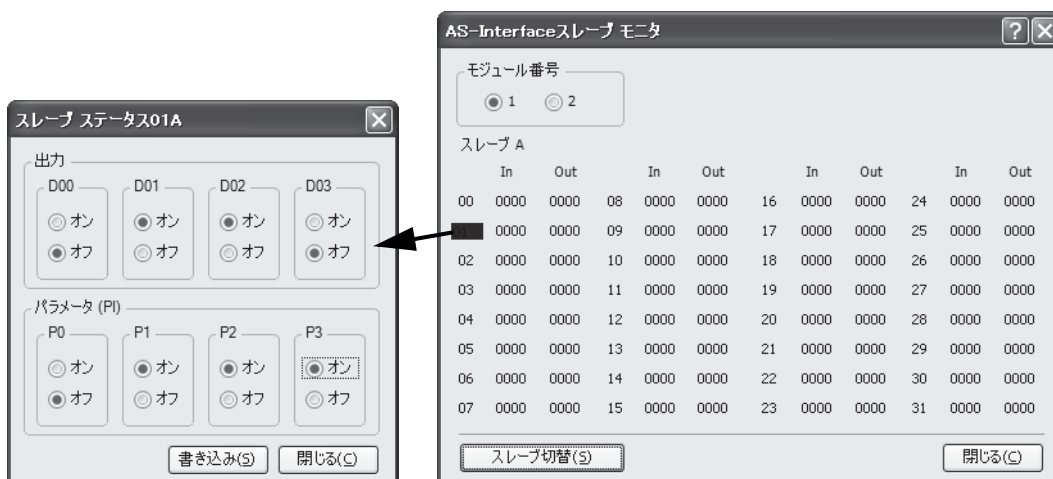 スレーブ ステータス01A
出力
D00 D01 D02 D03
オン オン オン オン
オフ オフ オフ オフ
パラメータ (PI)
P0 P1 P2 P3
オン オン オン オン
オフ オフ オフ オフ
書き込み(S) 閉じる(C)
AS-Interfaceスレーブ モニタ
モジュール番号
1 2
スレーブ A
In Out In Out In Out In Out
00 0000 0000 08 0000 0000 16 0000 0000 24 0000 0000
01 0000 0000 09 0000 0000 17 0000 0000 25 0000 0000
02 0000 0000 10 0000 0000 18 0000 0000 26 0000 0000
03 0000 0000 11 0000 0000 19 0000 0000 27 0000 0000
04 0000 0000 12 0000 0000 20 0000 0000 28 0000 0000
05 0000 0000 13 0000 0000 21 0000 0000 29 0000 0000
06 0000 0000 14 0000 0000 22 0000 0000 30 0000 0000
07 0000 0000 15 0000 0000 23 0000 0000 31 0000 0000
スレーブ切替(S) 閉じる(C)